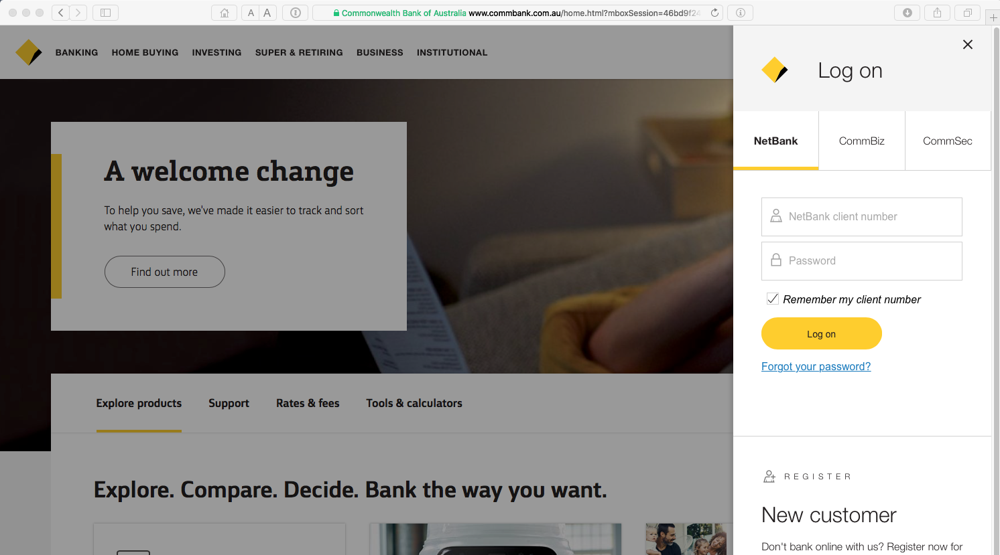 A A
Commonwealth Bank of Australia www.commbank.com.au/home.html?mboxSession=46bd9f24
BANKING HOME BUYING INVESTING SUPER & RETIRING BUSINESS INSTITUTIONAL
A welcome change
To help you save, we've made it easier to track and sort
what you spend.
Find out more
Explore products Support Rates & fees Tools & calculators
Explore. Compare. Decide. Bank the way you want.
Log on
NetBank CommBiz CommSec
NetBank client number
Password
Remember my client number
Log on
Forgot your password?
REGISTER
New customer
Don't bank online with us? Register now for